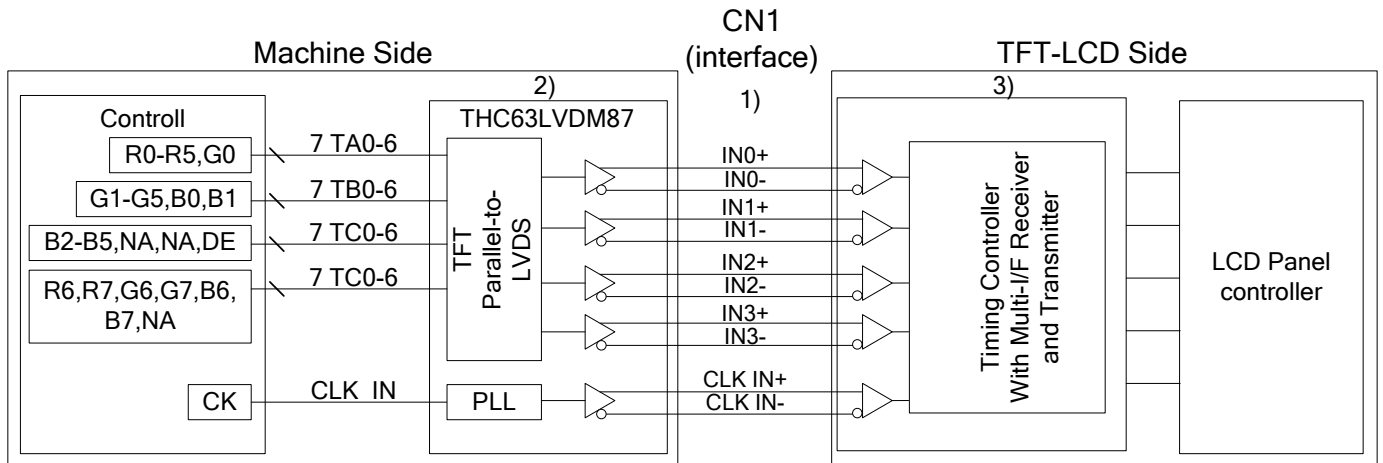 CN1
(interface)
1)
Machine Side
TFT-LCD Side
2)
THC63LVDM87
3)
Controll
R0-R5,G0
7 TA0-6
G1-G5,B0,B1
7 TB0-6
B2-B5,NA,NA,DE
7 TC0-6
R6,R7,G6,G7,B6,
B7,NA
7 TC0-6
CK
CLK IN
TFT
Parallel-to-
LVDS
PLL
IN0+
IN0-
IN1+
IN1-
IN2+
IN2-
IN3+
IN3-
CLK IN+
CLK IN-
Timing Controller
With Multi-I/F Receiver
and Transmitter
LCD Panel
controller